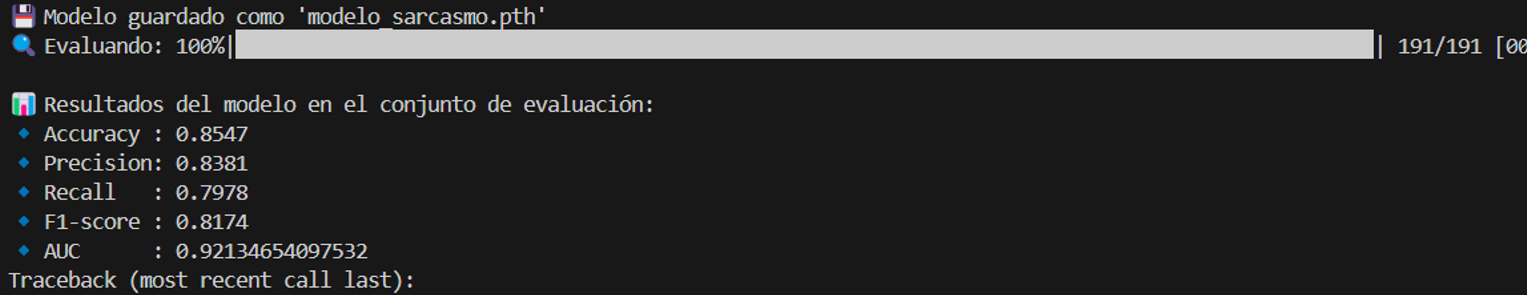 💾 Modelo guardado como 'modelo_sarcasmo.pth'
🔍 Evaluando: 100%|██████████| 191/191 [00
📊 Resultados del modelo en el conjunto de evaluación:
🔹 Accuracy : 0.8547
🔹 Precision: 0.8381
🔹 Recall   : 0.7978
🔹 F1-score : 0.8174
🔹 AUC      : 0.92134654097532
Traceback (most recent call last):